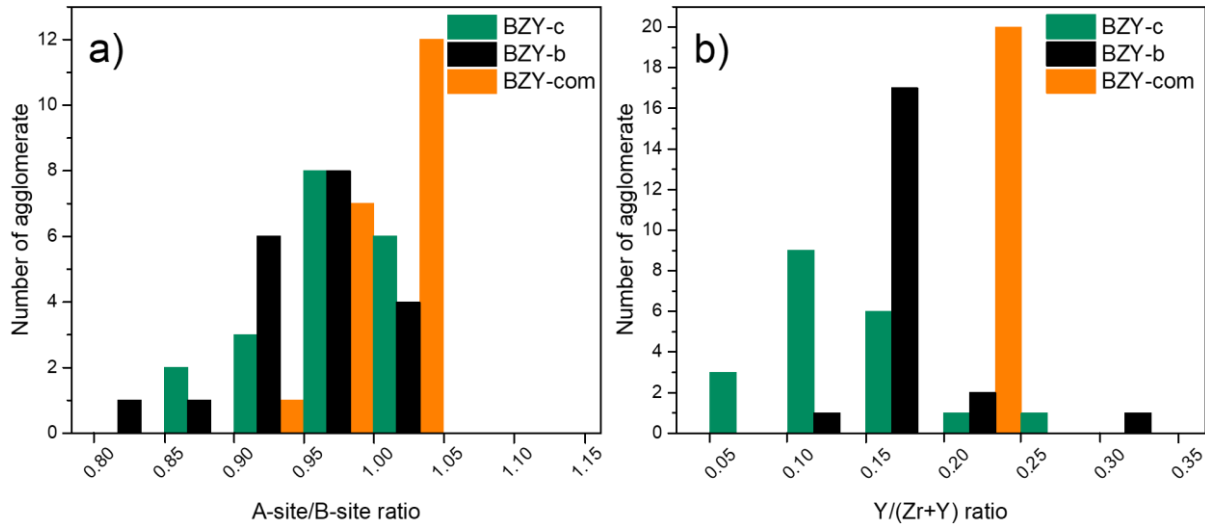 a)
BZY-c
BZY-b
BZY-com
Number of agglomerate
12
10
8
6
4
2
0
0.80 0.85 0.90 0.95 1.00 1.05 1.10 1.15
A-site/B-site ratio
b)
BZY-c
BZY-b
BZY-com
Number of agglomerate
20
18
16
14
12
10
8
6
4
2
0
0.05 0.10 0.15 0.20 0.25 0.30 0.35
Y/(Zr+Y) ratio